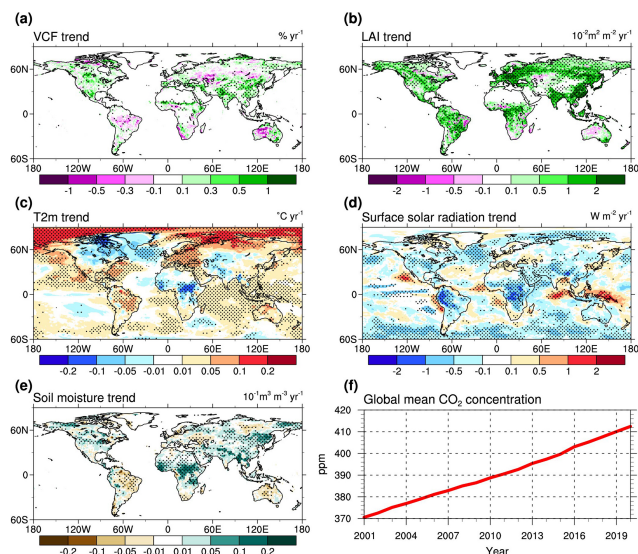 (a)
VCF trend % yr-1
60N
0
60S
180 120W 60W 0 60E 120E 180
-1 -0.5 -0.3 -0.1 0.1 0.3 0.5 1
(b)
LAI trend 10-2m2 m-2 yr-1
60N
0
60S
180 120W 60W 0 60E 120E 180
-2 -1 -0.5 -0.1 0.1 0.5 1 2
(c)
T2m trend °C yr-1
60N
0
60S
180 120W 60W 0 60E 120E 180
-0.2 -0.1 -0.05 -0.01 0.01 0.05 0.1 0.2
(d)
Surface solar radiation trend W m-2 yr-1
60N
0
60S
180 120W 60W 0 60E 120E 180
-2 -1 -0.5 -0.1 0.1 0.5 1 2
(e)
Soil moisture trend 10-1m3 m-3 yr-1
60N
0
60S
180 120W 60W 0 60E 120E 180
-0.2 -0.1 -0.05 -0.01 0.01 0.05 0.1 0.2
(f)
Global mean CO2 concentration
420
410
400
390
380
370
ppm
2001 2004 2007 2010 2013 2016 2019
Year